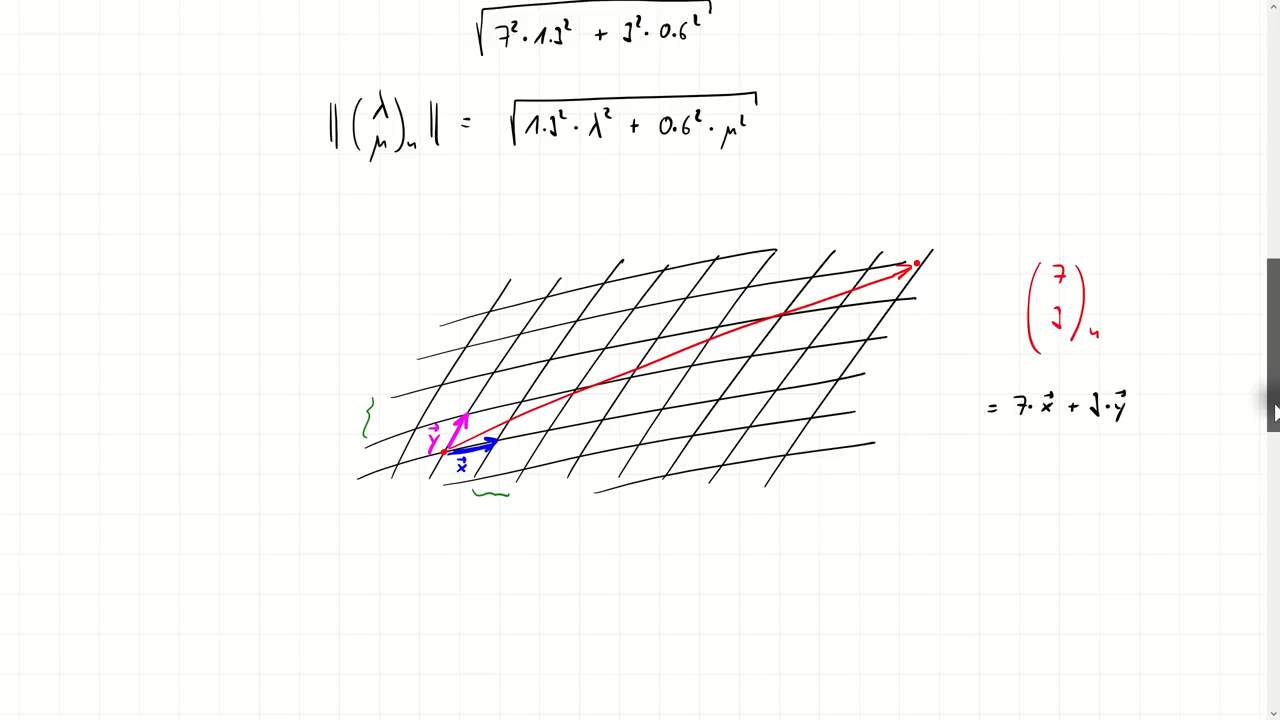 √(7² · 1.3² + 3² · 0.6²)
‖ (λ μ)ₙ ‖ = √(1.3² · λ² + 0.6² · μ²)
(7 3)ₙ
= 7 · x⃗ + 3 · y⃗
y⃗
x⃗